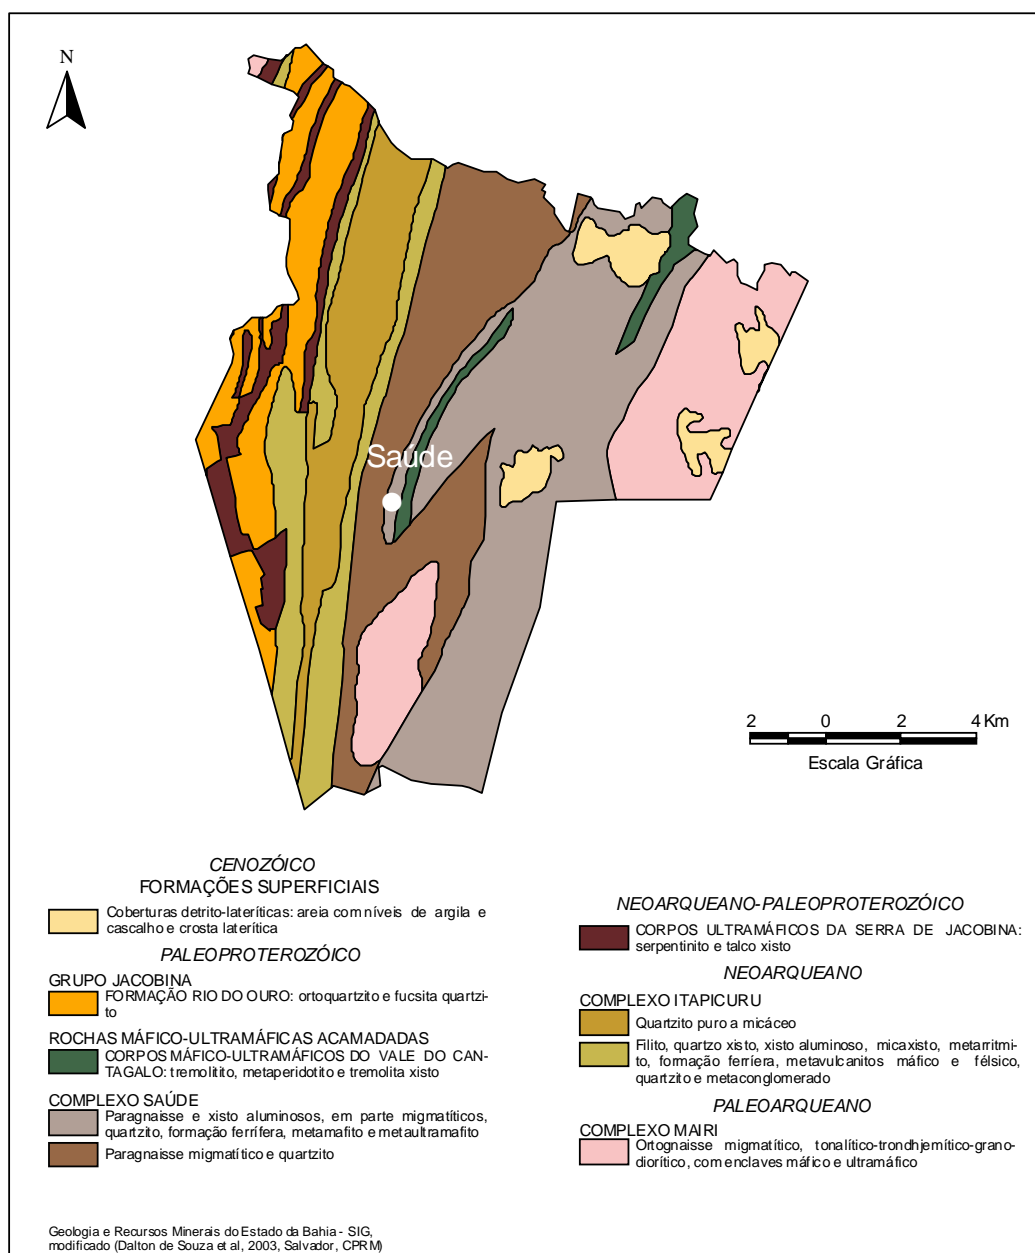 N
Saúde
2 0 2 4 Km
Escala Gráfica
CENOZÓICO
FORMAÇÕES SUPERFICIAIS
Coberturas detrito-lateríticas: areia com níveis de argila e
cascalho e crosta laterítica
PALEOPROTEROZÓICO
GRUPO JACOBINA
FORMAÇÃO RIO DO OURO: ortoquartzito e fucsita quartzi-
to
ROCHAS MÁFICO-ULTRAMÁFICAS ACAMADADAS
CORPOS MÁFICO-ULTRAMÁFICOS DO VALE DO CAN-
TAGALO: tremolitito, metaperidotito e tremolita xisto
COMPLEXO SAÚDE
Paragnaisse e xisto aluminosos, em parte migmatíticos,
quartzito, formação ferrífera, metamafito e metaultramafito
Paragnaisse migmatítico e quartzito
NEOARQUEANO-PALEOPROTEROZÓICO
CORPOS ULTRAMÁFICOS DA SERRA DE JACOBINA:
serpentinito e talco xisto
NEOARQUEANO
COMPLEXO ITAPICURU
Quartzito puro a micáceo
Filito, quartzo xisto, xisto aluminoso, micaxisto, metarritmi-
to, formação ferríera, metavulcanitos máfico e félsico,
quartzito e metaconglomerado
PALEOARQUEANO
COMPLEXO MAIRI
Ortognaisse migmatítico, tonalítico-trondhjemítico-grano-
diorítico, com enclaves máfico e ultramáfico
Geologia e Recursos Minerais do Estado da Bahia - SIG,
modificado (Dalton de Souza et al, 2003, Salvador, CPRM)